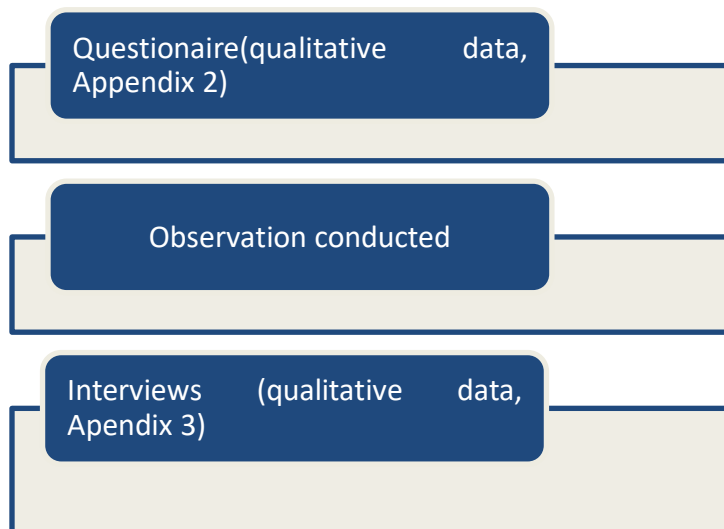 Questionaire(qualitative data,
Appendix 2)
Observation conducted
Interviews (qualitative data,
Apendix 3)